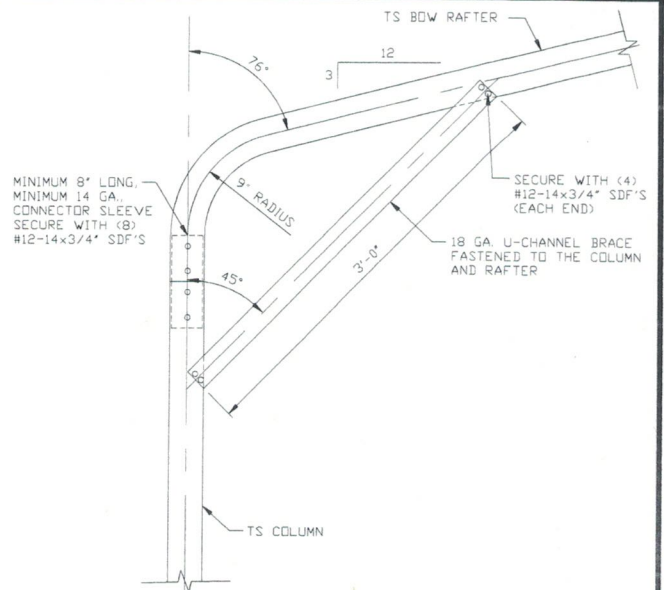 TS BOW RAFTER
12
3
76°
MINIMUM 8" LONG,
MINIMUM 14 GA.,
CONNECTOR SLEEVE
SECURE WITH (8)
#12-14x3/4" SDF'S
9" RADIUS
SECURE WITH (4)
#12-14x3/4" SDF'S
(EACH END)
18 GA. U-CHANNEL BRACE
FASTENED TO THE COLUMN
AND RAFTER
3'-0"
45°
TS COLUMN